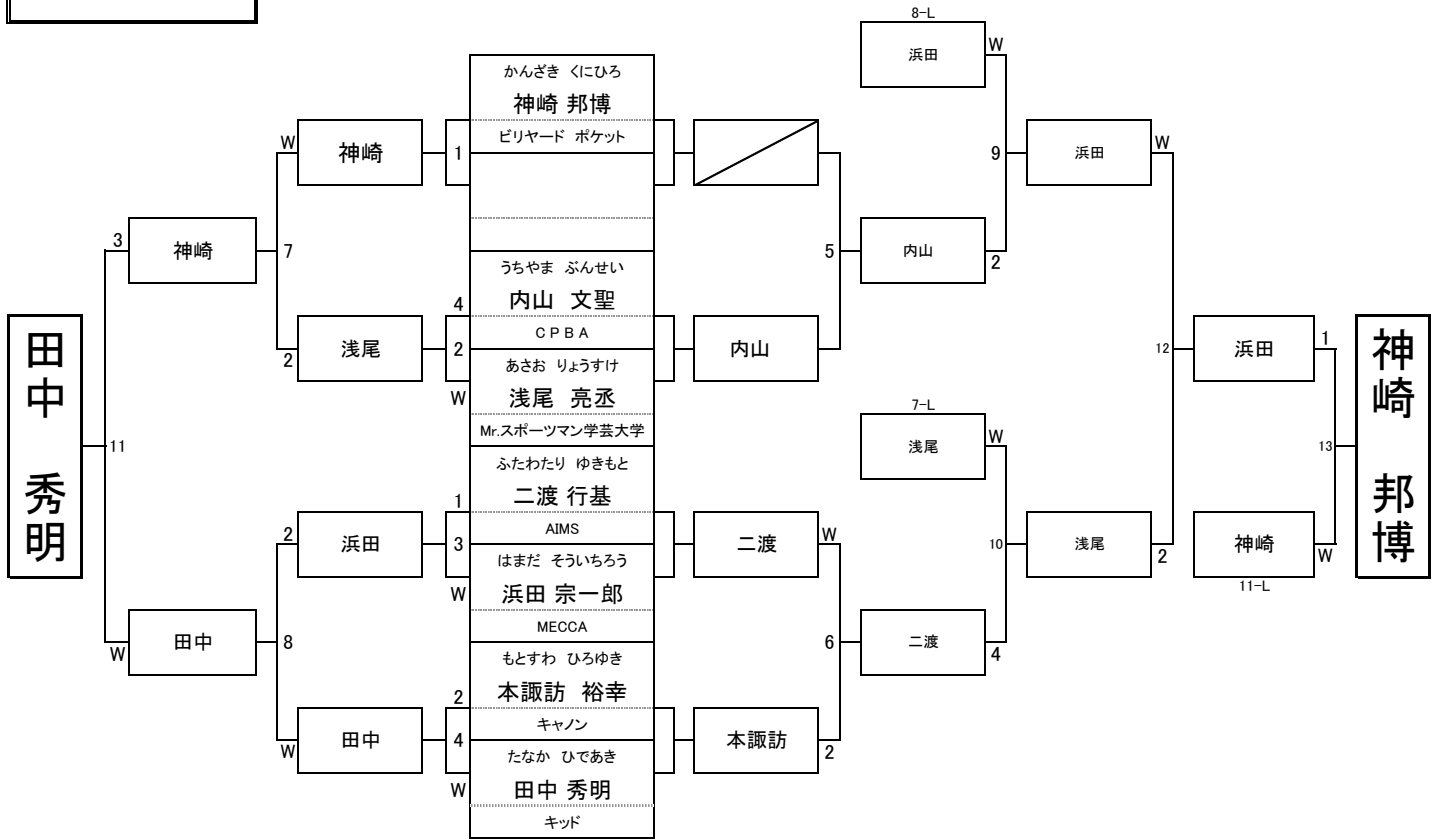 田中 秀明
3
神崎
11
W
田中
W
神崎
7
2
浅尾
2
浜田
8
W
田中
1
4
2
W
1
3
W
2
4
W
かんざき くにひろ
神崎 邦博
ビリヤード ポケット
うちやま ぶんせい
内山 文聖
CPBA
あさお りょうすけ
浅尾 亮丞
Mr.スポーツマン学芸大学
ふたわたり ゆきもと
二渡 行基
AIMS
はまだ そういちろう
浜田 宗一郎
MECCA
もとすわ ひろゆき
本諏訪 裕幸
キャノン
たなか ひであき
田中 秀明
キッド
内山
5
二渡
W
6
本諏訪
2
8-L
浜田
W
9
内山
2
7-L
浅尾
W
10
二渡
4
浜田
W
12
浅尾
2
浜田
1
13
神崎
W
11-L
神崎 邦博